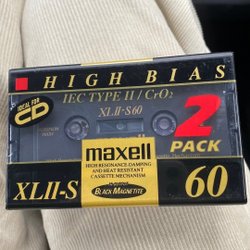 HIGH BIAS
IDEAL FOR
CD
IEC TYPE II / CrO2
XLII-S60
2
PACK
maxell
HIGH RESONANCE-DAMPING
AND HEAT RESISTANT
CASSETTE MECHANISM
BLACK MAGNETITE
XLII-S
60